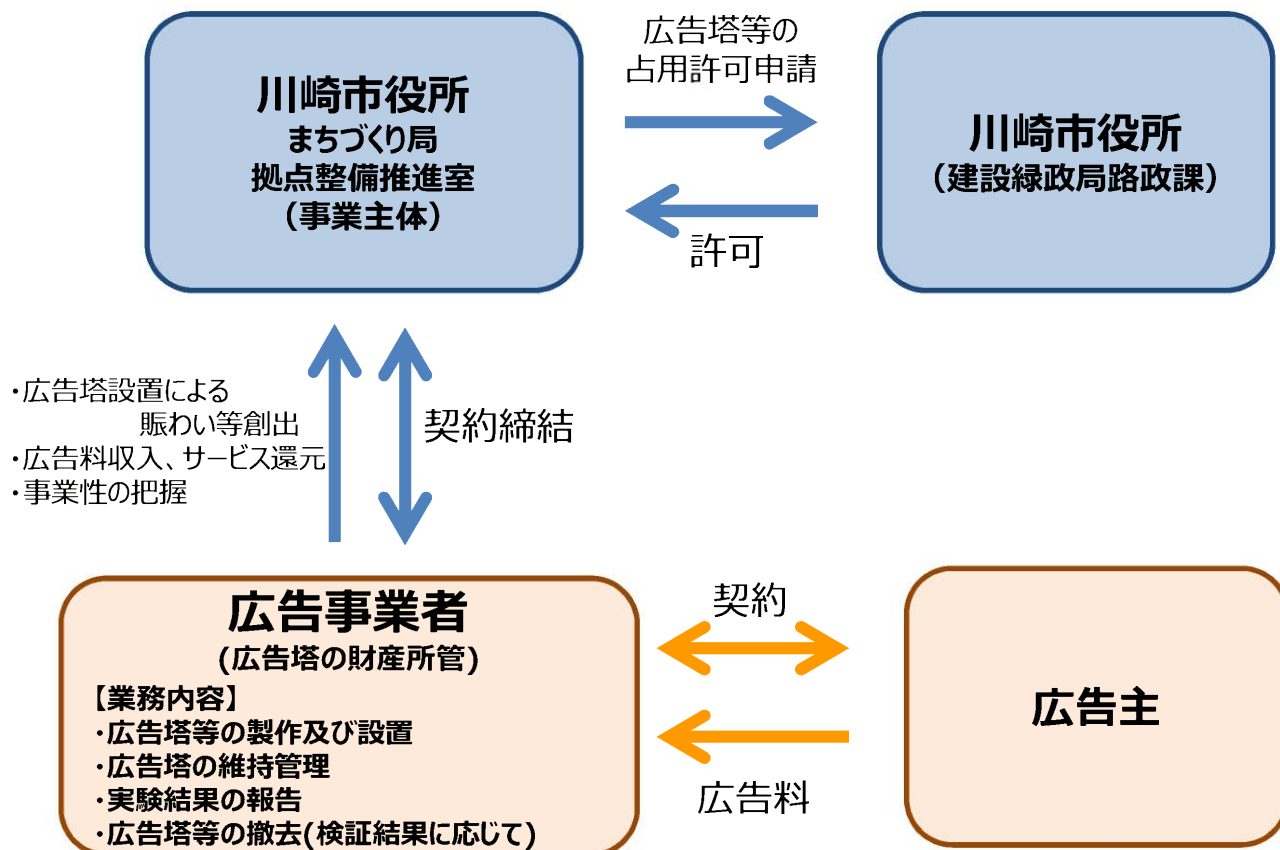 川崎市役所
まちづくり局
拠点整備推進室
（事業主体）
広告塔等の
占用許可申請
許可
川崎市役所
（建設緑政局路政課）
・広告塔設置による
賑わい等創出
・広告料収入、サービス還元
・事業性の把握
契約締結
広告事業者
(広告塔の財産所管)
【業務内容】
・広告塔等の製作及び設置
・広告塔の維持管理
・実験結果の報告
・広告塔等の撤去(検証結果に応じて)
契約
広告料
広告主